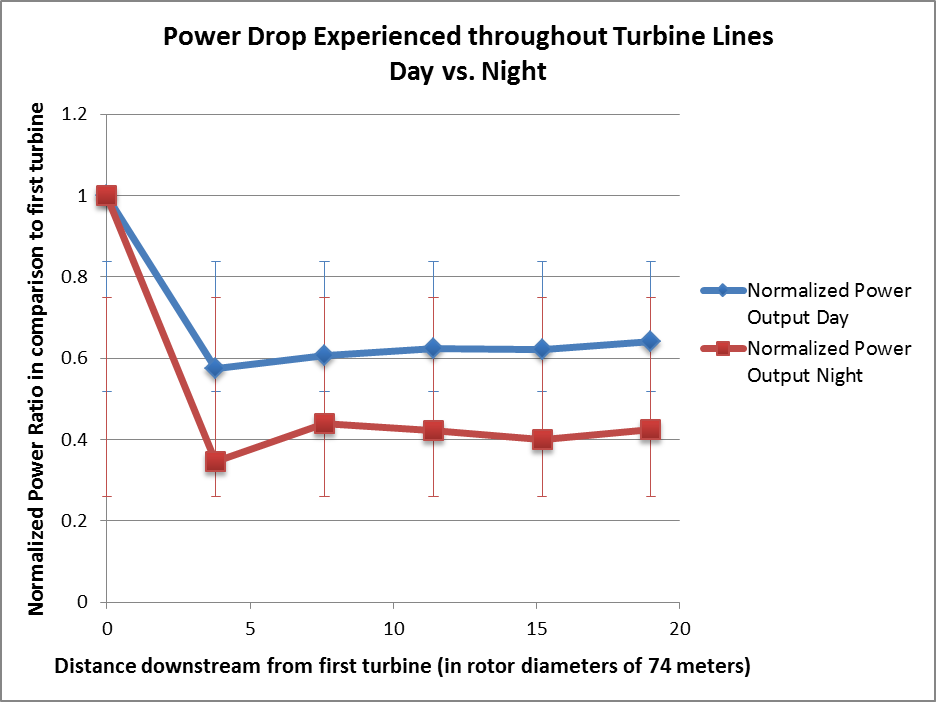 Power Drop Experienced throughout Turbine Lines
Day vs. Night
Normalized Power Ratio in comparison to first turbine
1.2
1
0.8
0.6
0.4
0.2
0
0 5 10 15 20
Distance downstream from first turbine (in rotor diameters of 74 meters)
Normalized Power
Output Day
Normalized Power
Output Night